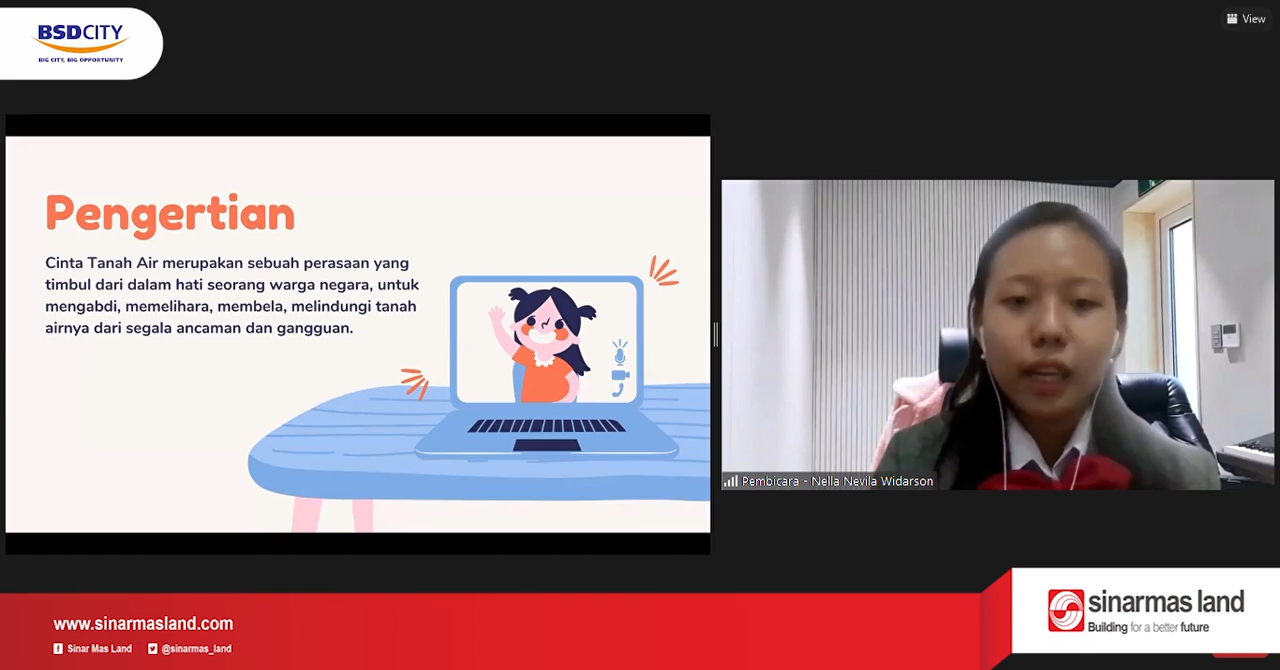 BSDCITY
BIG CITY, BIG OPPORTUNITY
View
Pengertian
Cinta Tanah Air merupakan sebuah perasaan yang
timbul dari dalam hati seorang warga negara, untuk
mengabdi, memelihara, membela, melindungi tanah
airnya dari segala ancaman dan gangguan.
Pembicara - Nella Nevila Widarson
www.sinarmasland.com
Sinar Mas Land
@sinarmas_land
sinarmas land
Building for a better future